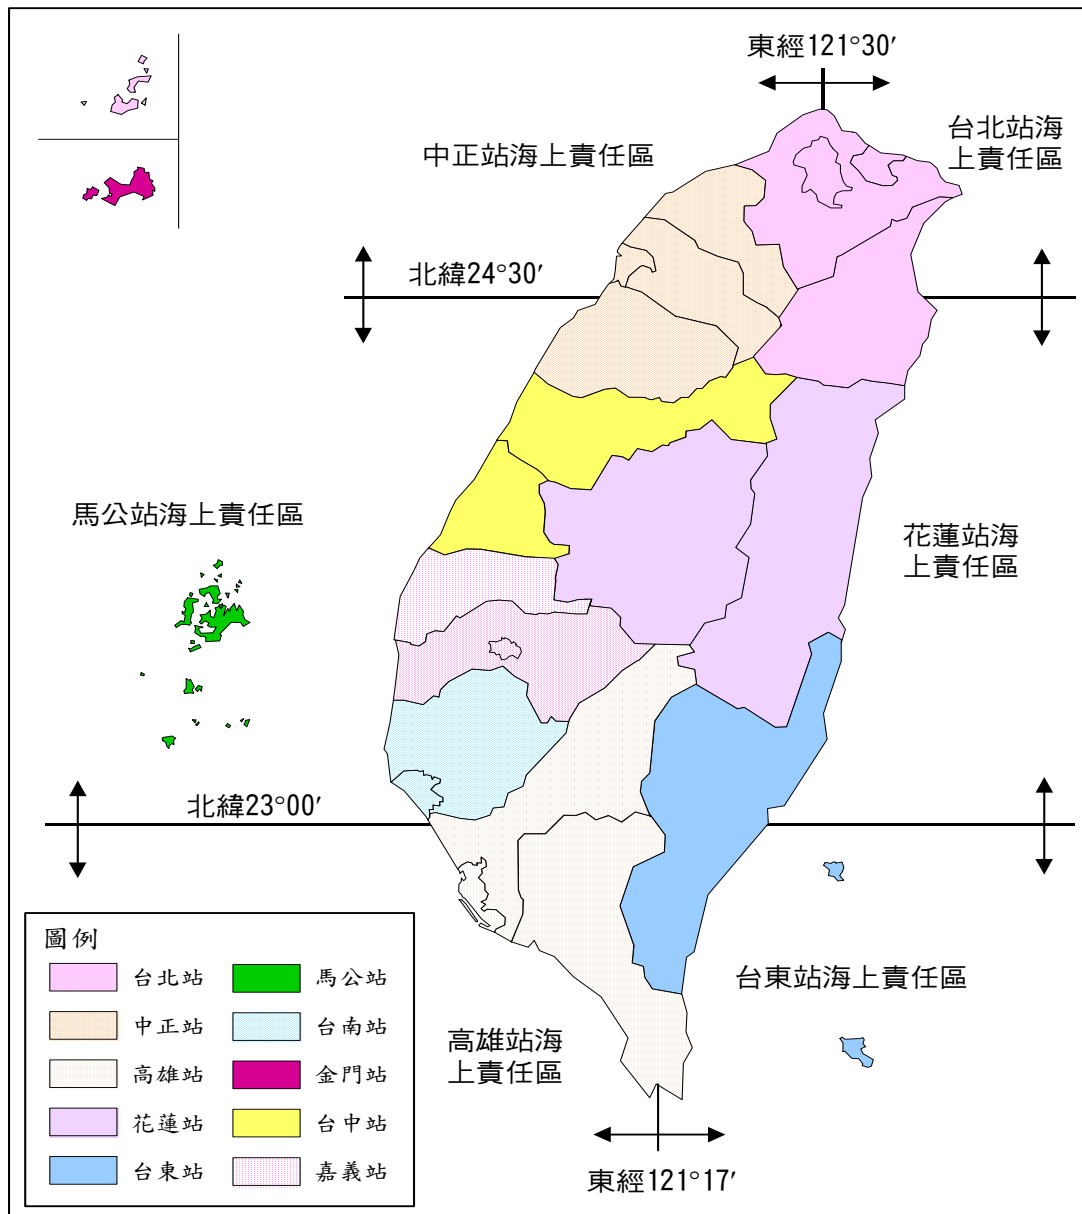 東經121°30′
台北站海
上責任區
中正站海上責任區
北緯24°30′
馬公站海上責任區
花蓮站海
上責任區
北緯23°00′
圖例
台北站
馬公站
中正站
台南站
高雄站
金門站
花蓮站
台中站
台東站
嘉義站
台東站海上責任區
高雄站海
上責任區
東經121°17′